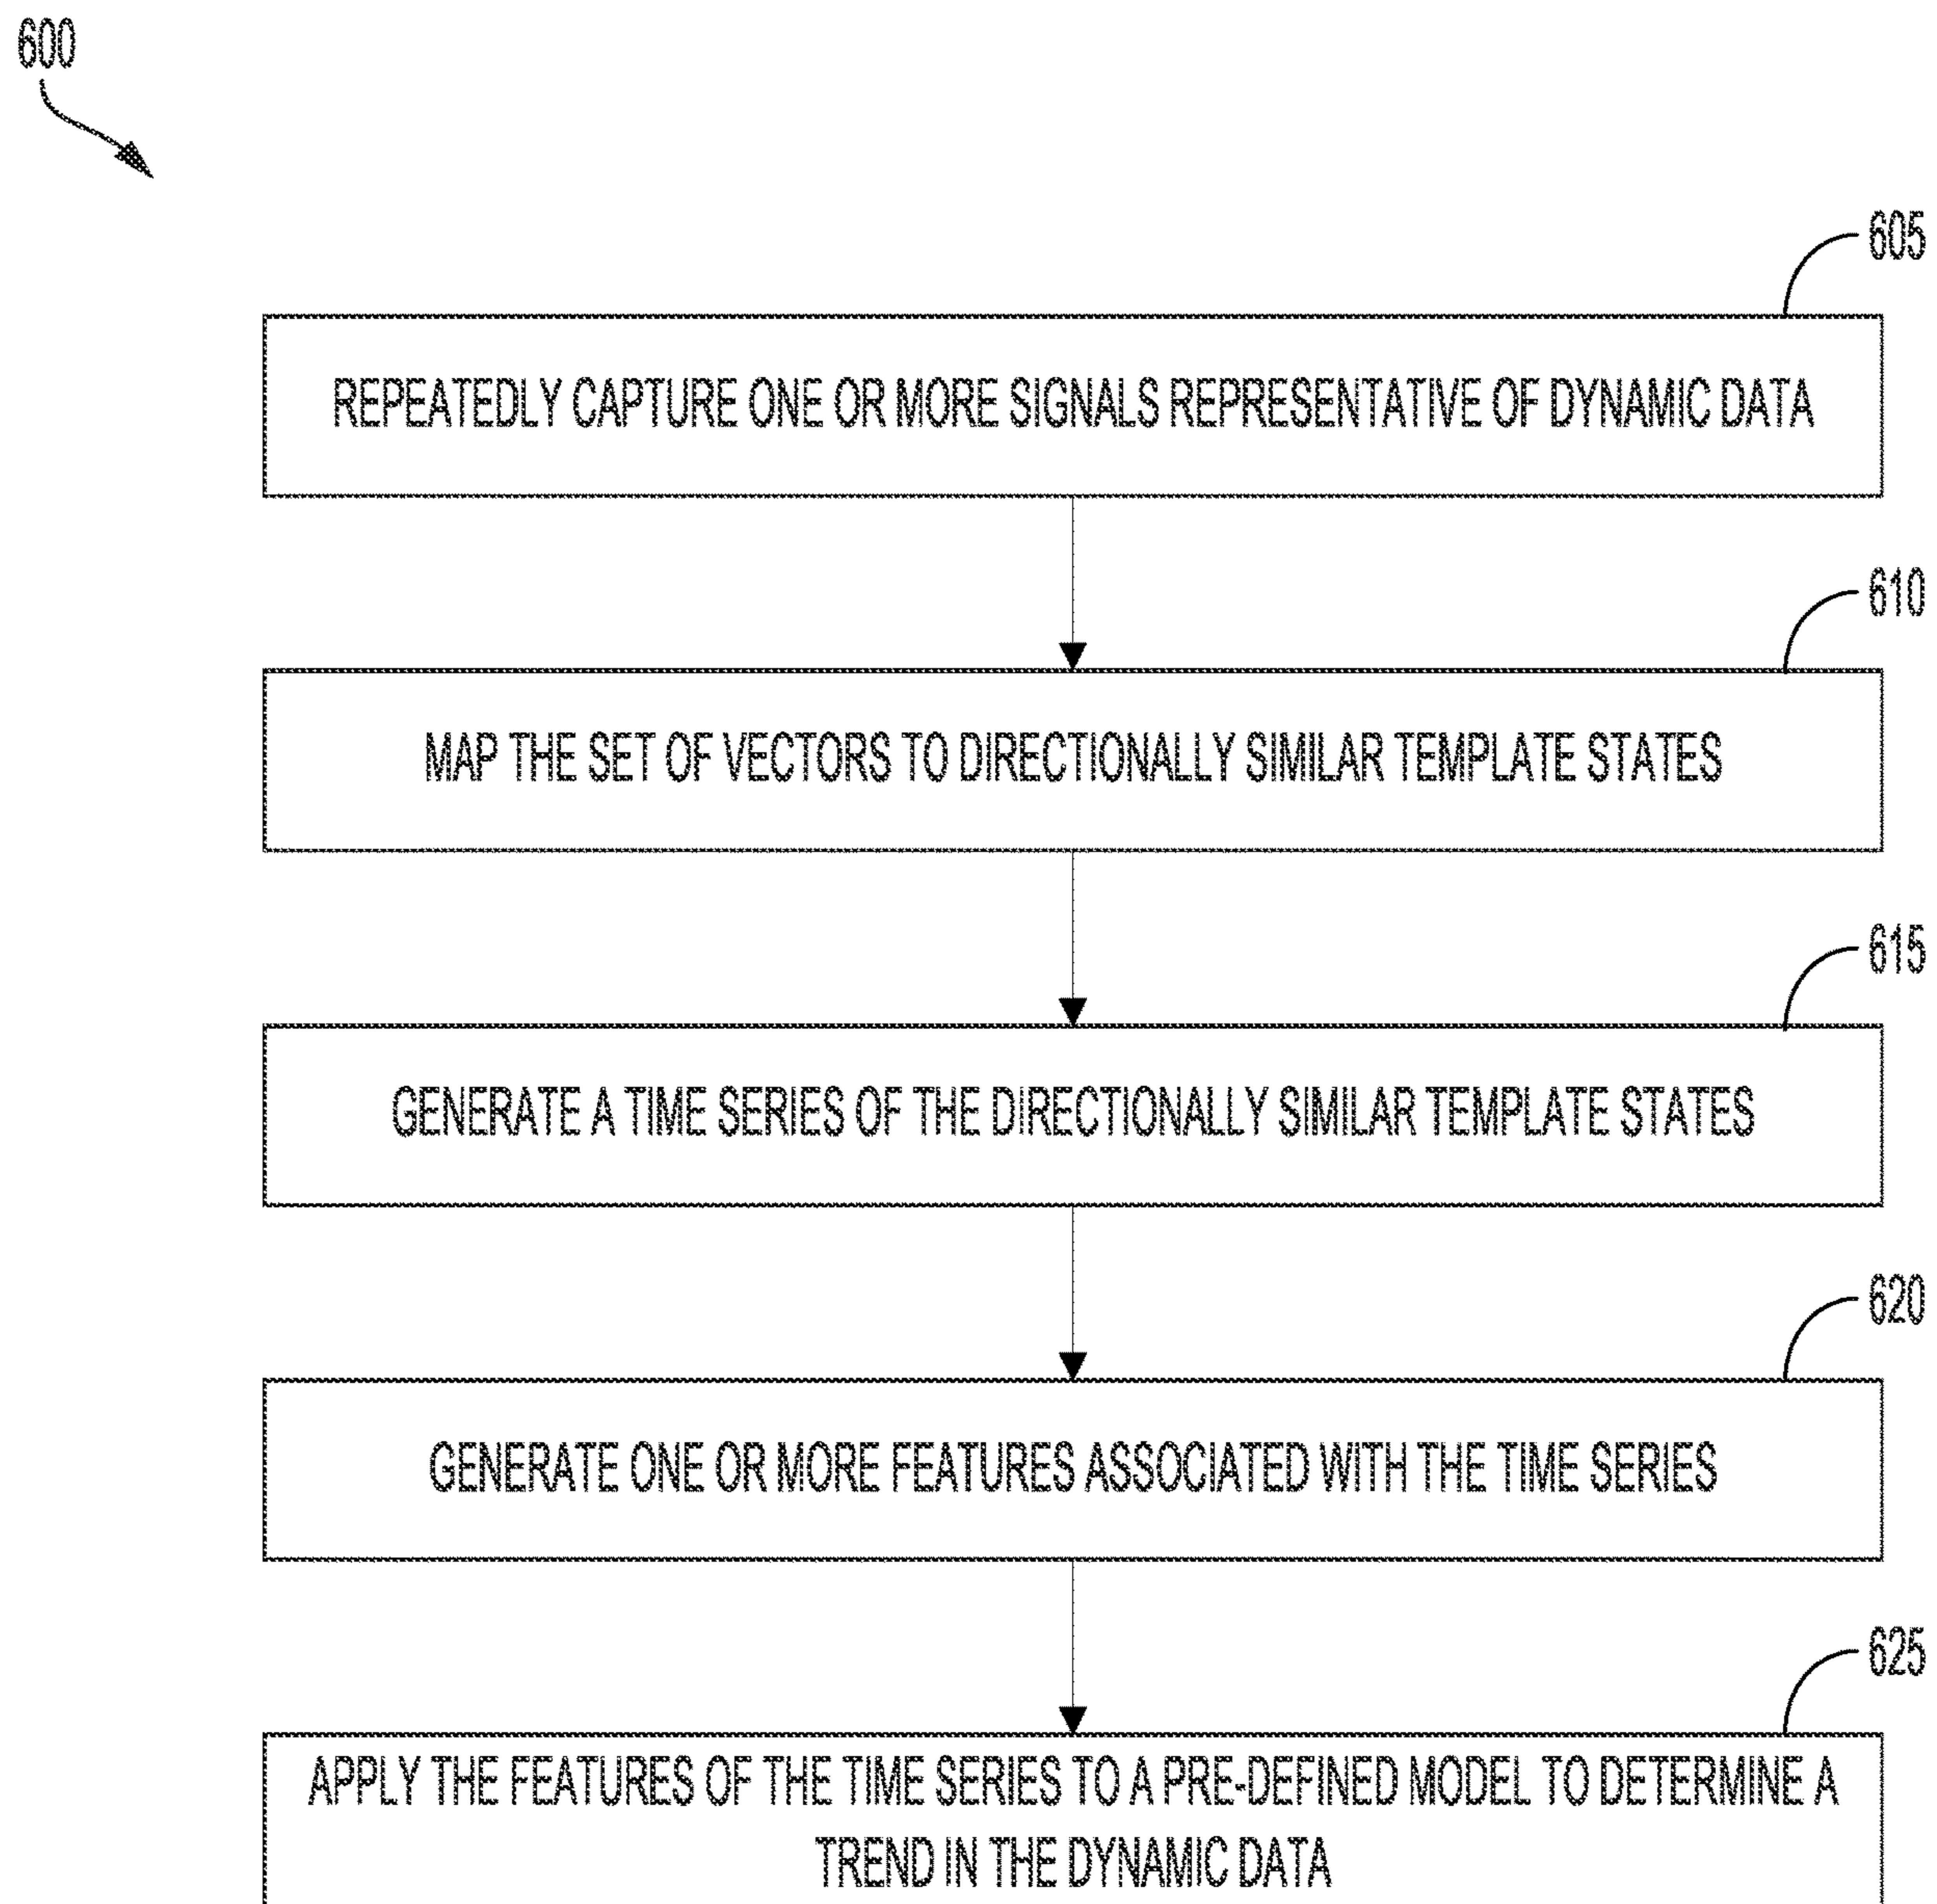 600
605
REPEATEDLY CAPTURE ONE OR MORE SIGNALS REPRESENTATIVE OF DYNAMIC DATA
610
MAP THE SET OF VECTORS TO DIRECTIONALLY SIMILAR TEMPLATE STATES
615
GENERATE A TIME SERIES OF THE DIRECTIONALLY SIMILAR TEMPLATE STATES
620
GENERATE ONE OR MORE FEATURES ASSOCIATED WITH THE TIME SERIES
625
APPLY THE FEATURES OF THE TIME SERIES TO A PRE-DEFINED MODEL TO DETERMINE A
TREND IN THE DYNAMIC DATA